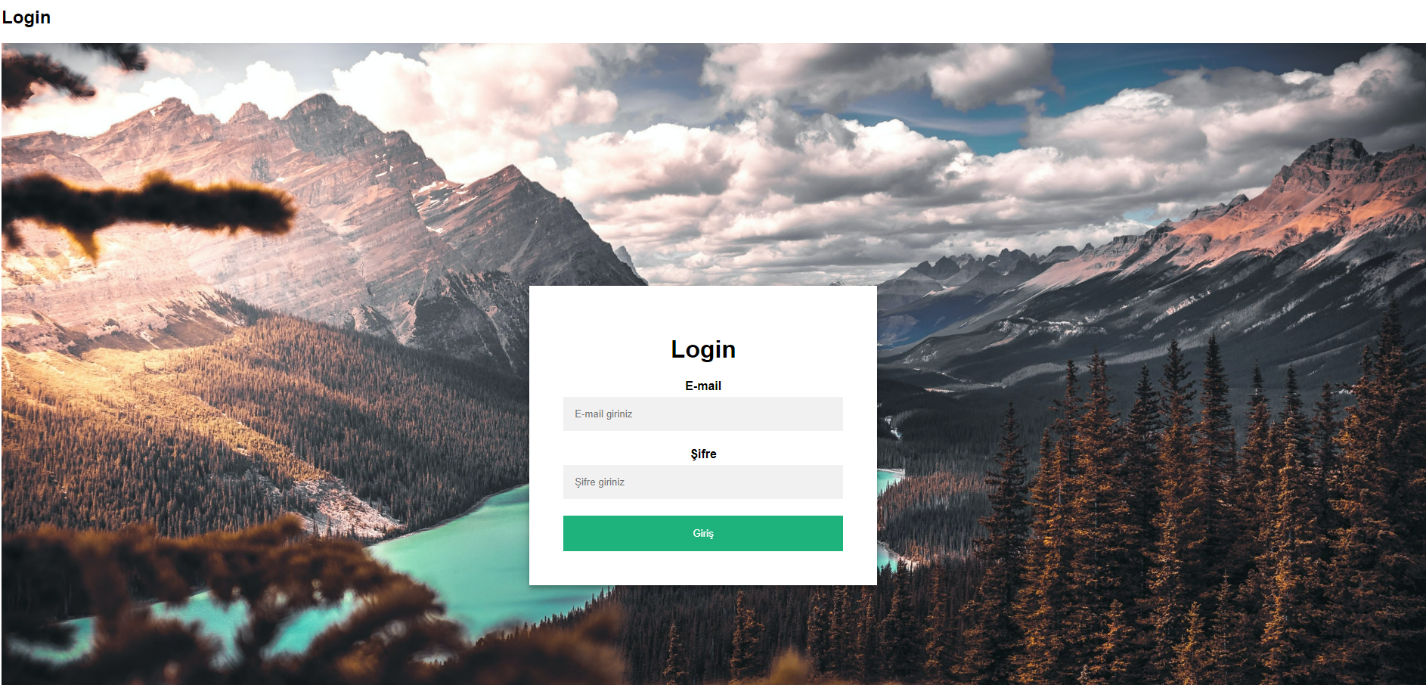 Login
Login
E-mail
E-mail giriniz
Şifre
Şifre giriniz
Giriş